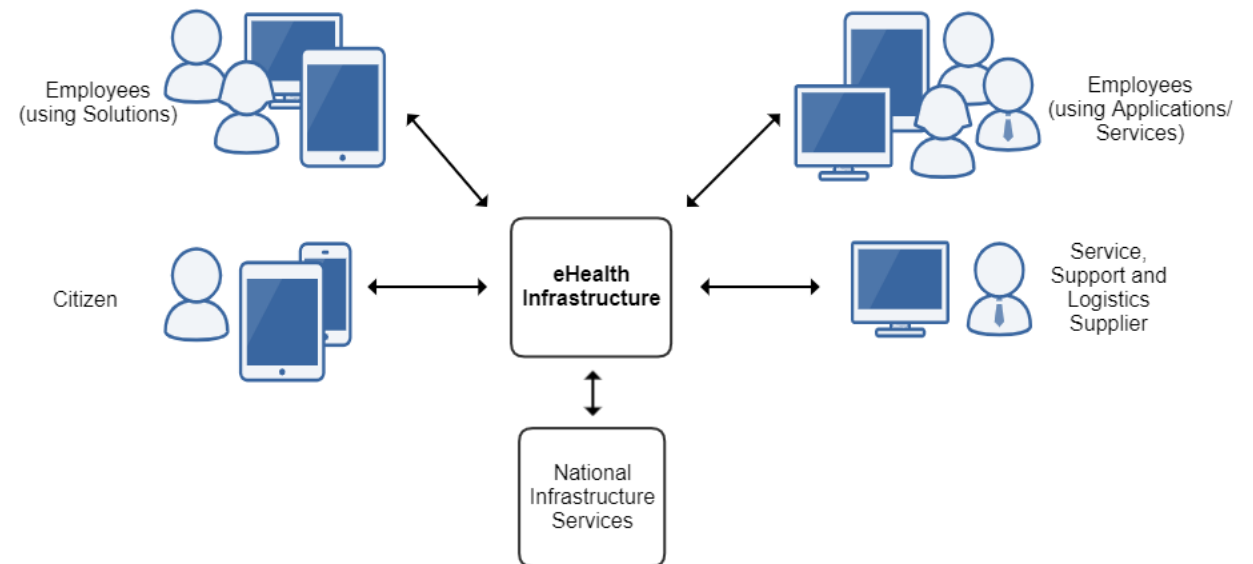 Employees
(using Solutions)
Employees
(using Applications/
Services)
Citizen
eHealth
Infrastructure
Service,
Support and
Logistics
Supplier
National
Infrastructure
Services